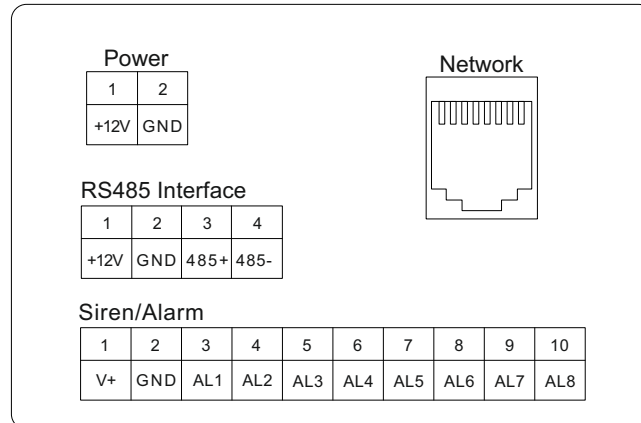 Power
1 2
+12V GND
Network
RS485 Interface
1 2 3 4
+12V GND 485+ 485-
Siren/Alarm
1 2 3 4 5 6 7 8 9 10
V+ GND AL1 AL2 AL3 AL4 AL5 AL6 AL7 AL8